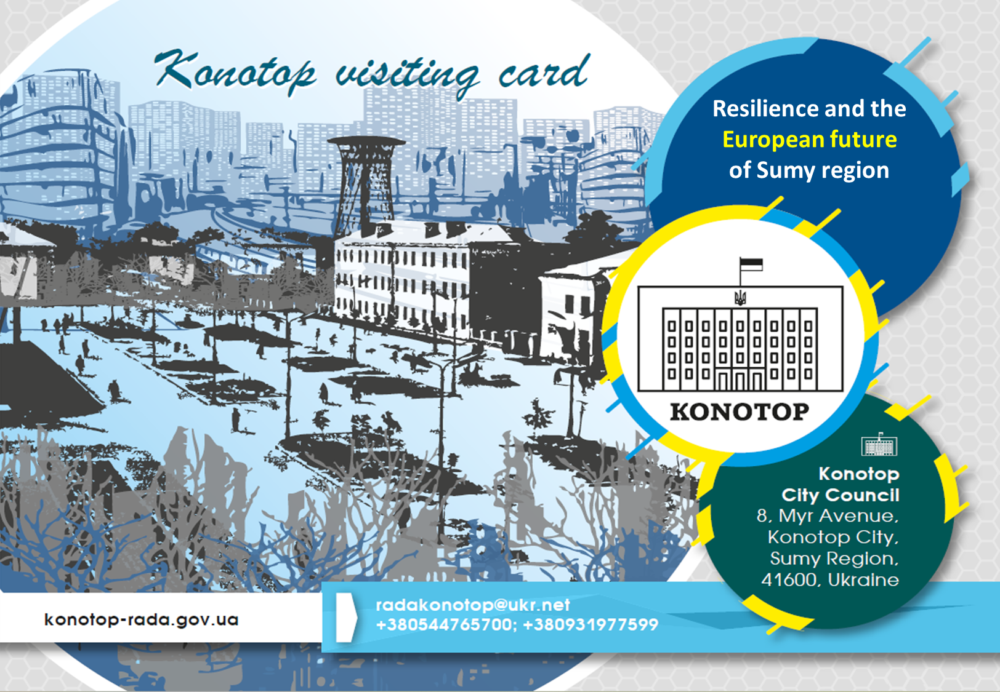 Konotop visiting card
Resilience and the
European future
of Sumy region
KONOTOP
Konotop
City Council
8, Myr Avenue,
Konotop City,
Sumy Region,
41600, Ukraine
konotop-rada.gov.ua
radakonotop@ukr.net
+380544765700; +380931977599